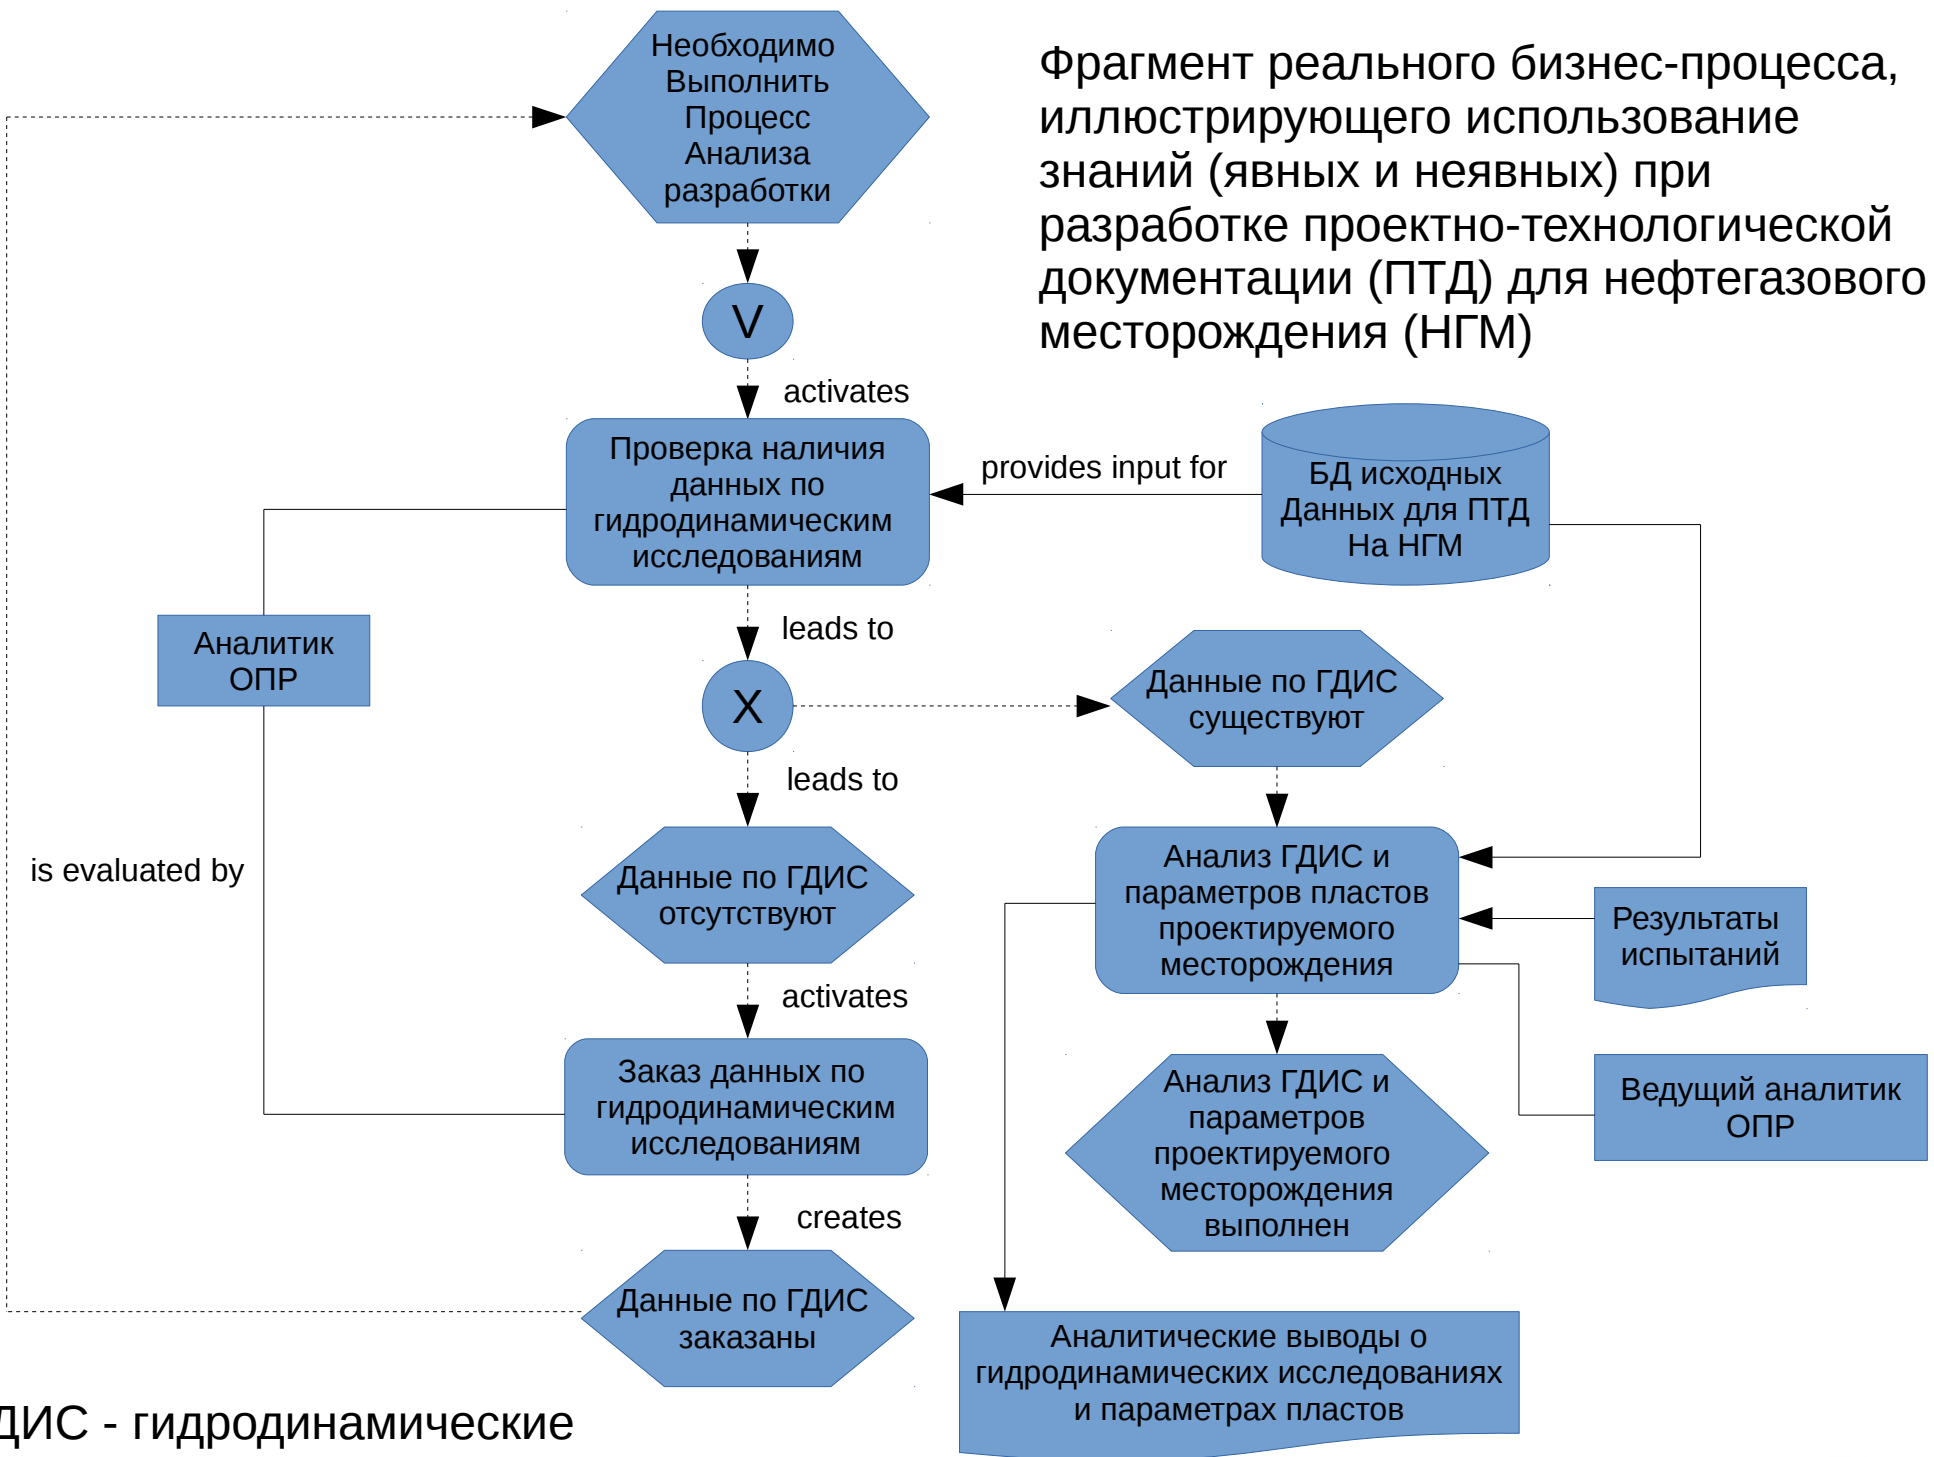 Необходимо
Выполнить
Процесс
Анализа
разработки
Фрагмент реального бизнес-процесса,
иллюстрирующего использование
знаний (явных и неявных) при
разработке проектно-технологической
документации (ПТД) для нефтегазового
месторождения (НГМ)
V
activates
Проверка наличия
данных по
гидродинамическим
исследованиям
provides input for
БД исходных
Данных для ПТД
На НГМ
leads to
Аналитик
ОПР
X
Данные по ГДИС
существуют
leads to
is evaluated by
Данные по ГДИС
отсутствуют
Анализ ГДИС и
параметров пластов
проектируемого
месторождения
Результаты
испытаний
activates
Заказ данных по
гидродинамическим
исследованиям
Анализ ГДИС и
параметров
проектируемого
месторождения
выполнен
Ведущий аналитик
ОПР
creates
Данные по ГДИС
заказаны
Аналитические выводы о
гидродинамических исследованиях
и параметрах пластов
ДИС - гидродинамические